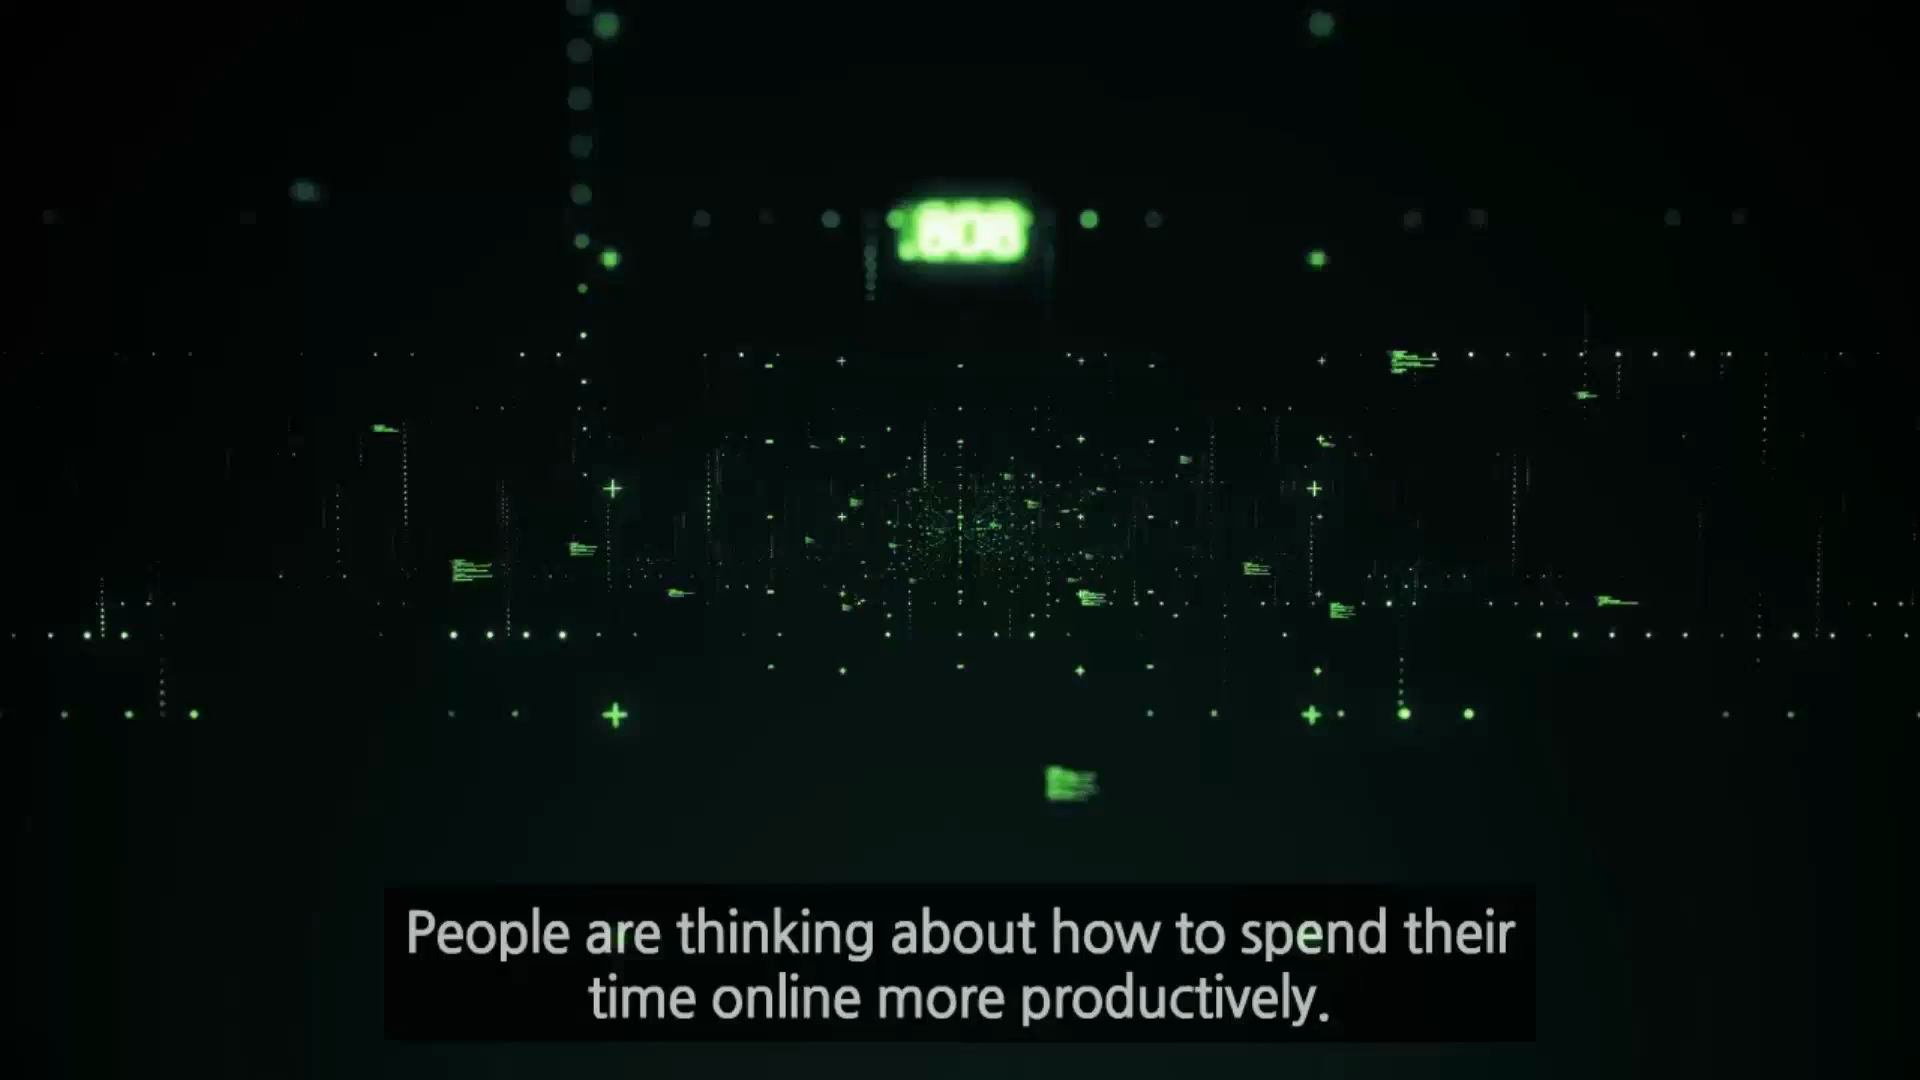 People are thinking about how to spend their
time online more productively.